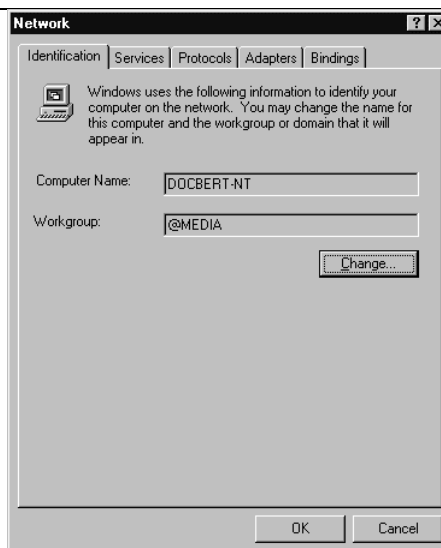 Network
Identification Services Protocols Adapters Bindings
Windows uses the following information to identify your
computer on the network. You may change the name for
this computer and the workgroup or domain that it will
appear in.
Computer Name: DOCBERT-NT
Workgroup: @MEDIA
Change...
OK Cancel